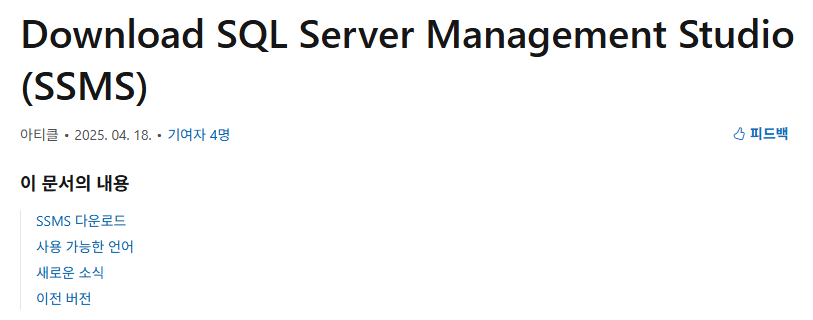 Download SQL Server Management Studio
(SSMS)
아티클 • 2025. 04. 18. • 기여자 4명
피드백
이 문서의 내용
SSMS 다운로드
사용 가능한 언어
새로운 소식
이전 버전